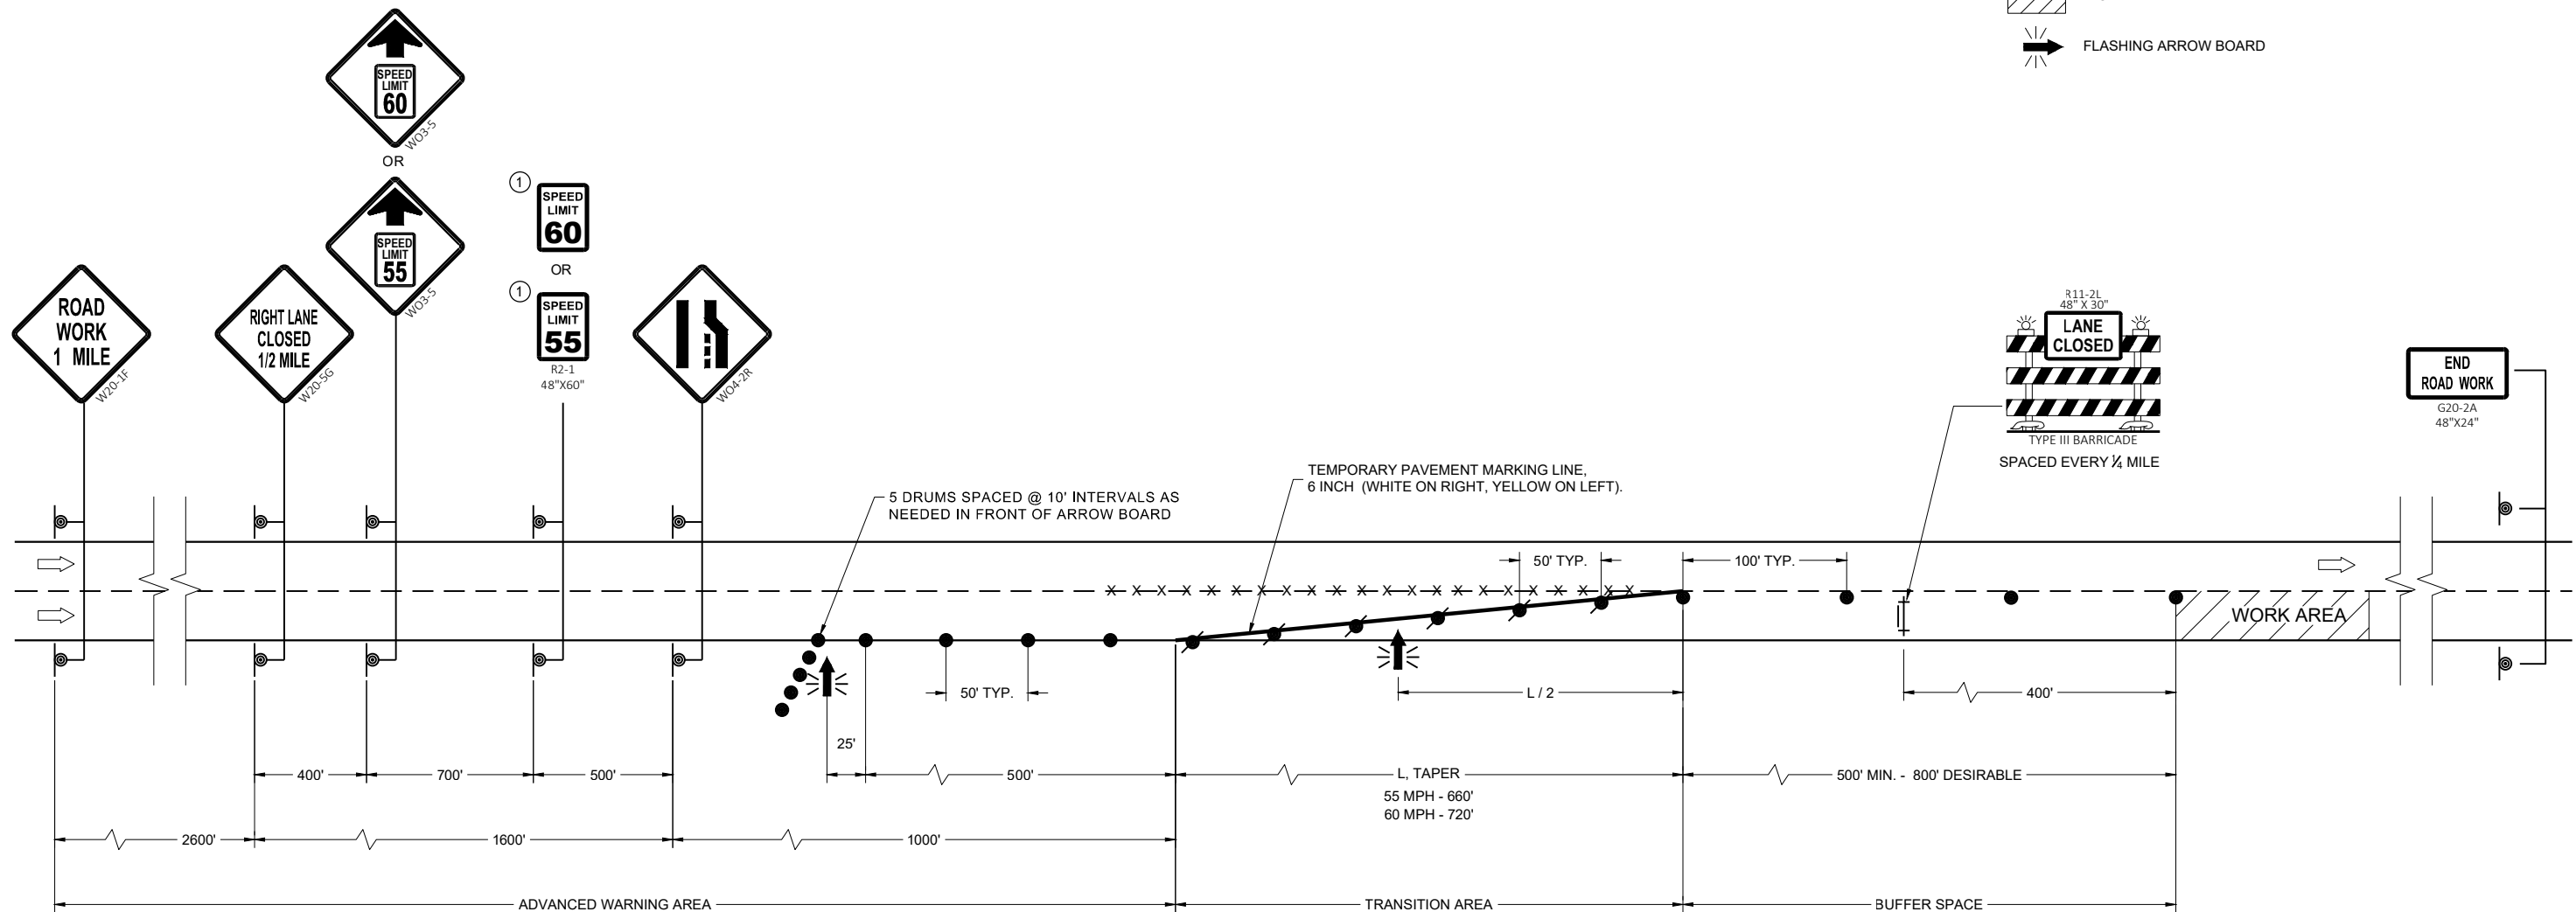 FLASHING ARROW BOARD
SPEED
LIMIT
60
WO3-5
OR
SPEED
LIMIT
55
WO3-5
1
SPEED
LIMIT
60
OR
1
SPEED
LIMIT
55
R2-1
48"X60"
ROAD
WORK
1 MILE
W20-1F
RIGHT LANE
CLOSED
1/2 MILE
W20-5G
WO4-2R
R11-2L
48" X 30"
LANE
CLOSED
TYPE III BARRICADE
SPACED EVERY ¼ MILE
END
ROAD WORK
G20-2A
48"X24"
5 DRUMS SPACED @ 10' INTERVALS AS
NEEDED IN FRONT OF ARROW BOARD
TEMPORARY PAVEMENT MARKING LINE,
6 INCH (WHITE ON RIGHT, YELLOW ON LEFT).
50' TYP.
100' TYP.
WORK AREA
50' TYP.
L / 2
400'
25'
400'
700'
500'
500'
L, TAPER
55 MPH - 660'
60 MPH - 720'
500' MIN. - 800' DESIRABLE
2600'
1600'
1000'
ADVANCED WARNING AREA
TRANSITION AREA
BUFFER SPACE